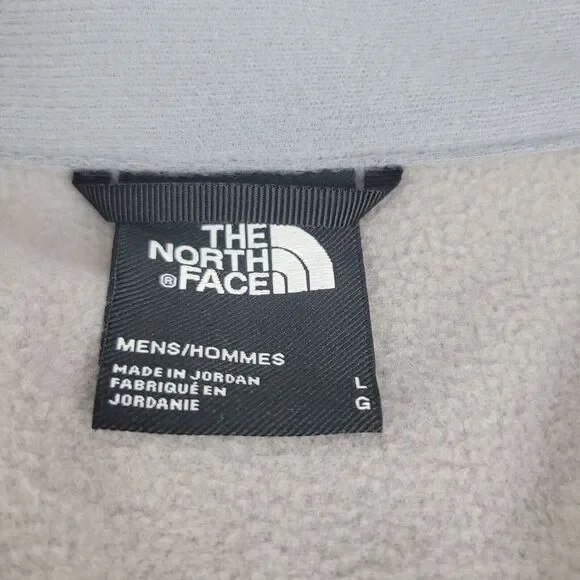 THE
NORTH
® FACE
MENS/HOMMES
MADE IN JORDAN
FABRIQUÉ EN
JORDANIE
L
G